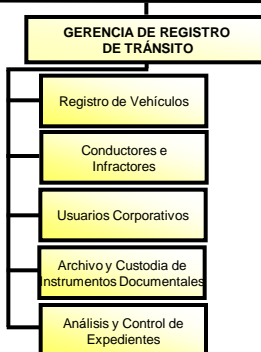 GERENCIA DE REGISTRO
DE TRÁNSITO
Registro de Vehículos
Conductores e
Infractores
Usuarios Corporativos
Archivo y Custodia de
Instrumentos Documentales
Análisis y Control de
Expedientes